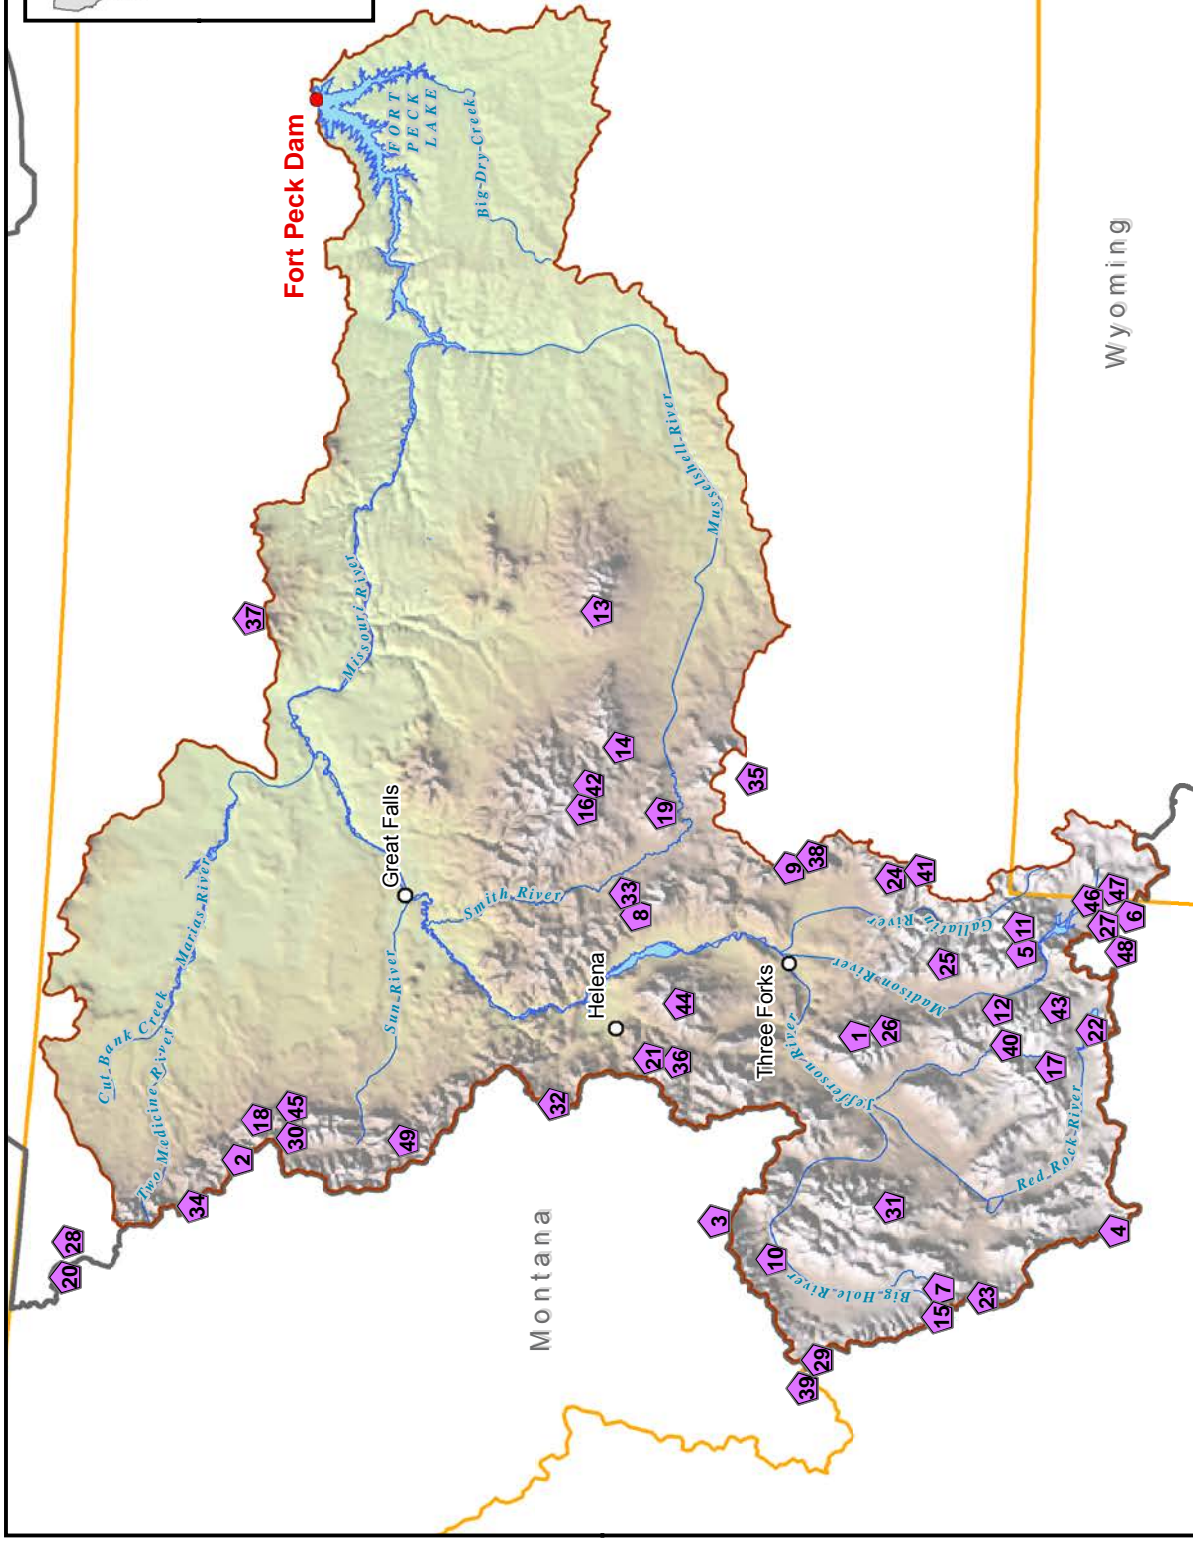 20
28
Cut Bank Creek
Two Medicine River
Marias River
34
2
37
18
30
45
Fort Peck Dam
Missouri River
Sun River
Great Falls
49
FORT
PECK
LAKE
Big Dry Creek
Smith River
Montana
32
16
42
Helena
13
14
33
8
21
19
36
44
Musselshell River
3
35
Three Forks
10
9
39
38
29
Jefferson River
Big Hole River
1
26
Madison River
31
24
41
Gallatin River
15
7
25
23
12
40
5
11
17
43
Red Rock River
46
22
27
47
4
Wyoming
48
6